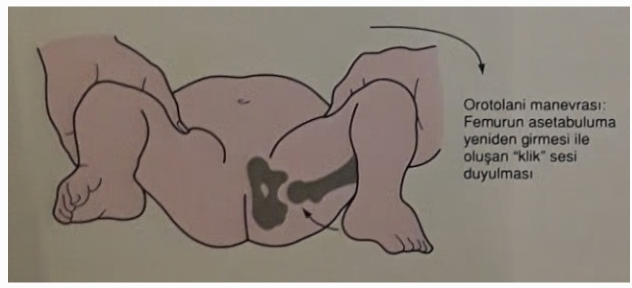 Orotolani manevrası:
Femurun asetabuluma
yeniden girmesi ile
oluşan "klik" sesi
duyulması